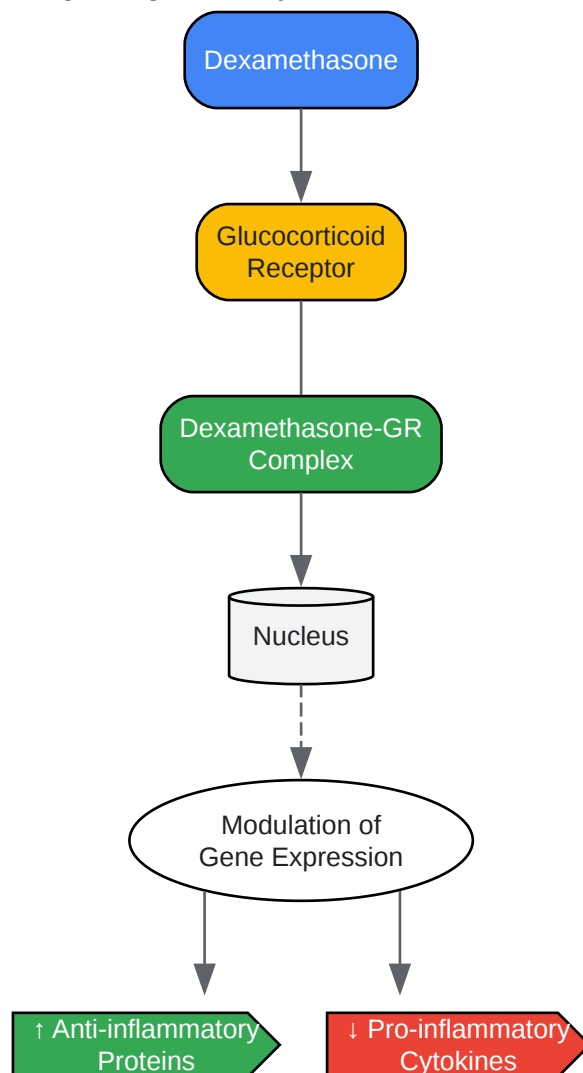 Dexamethasone
Glucocorticoid
Receptor
Dexamethasone-GR
Complex
Nucleus
Modulation of
Gene Expression
↑ Anti-inflammatory
Proteins
↓ Pro-inflammatory
Cytokines